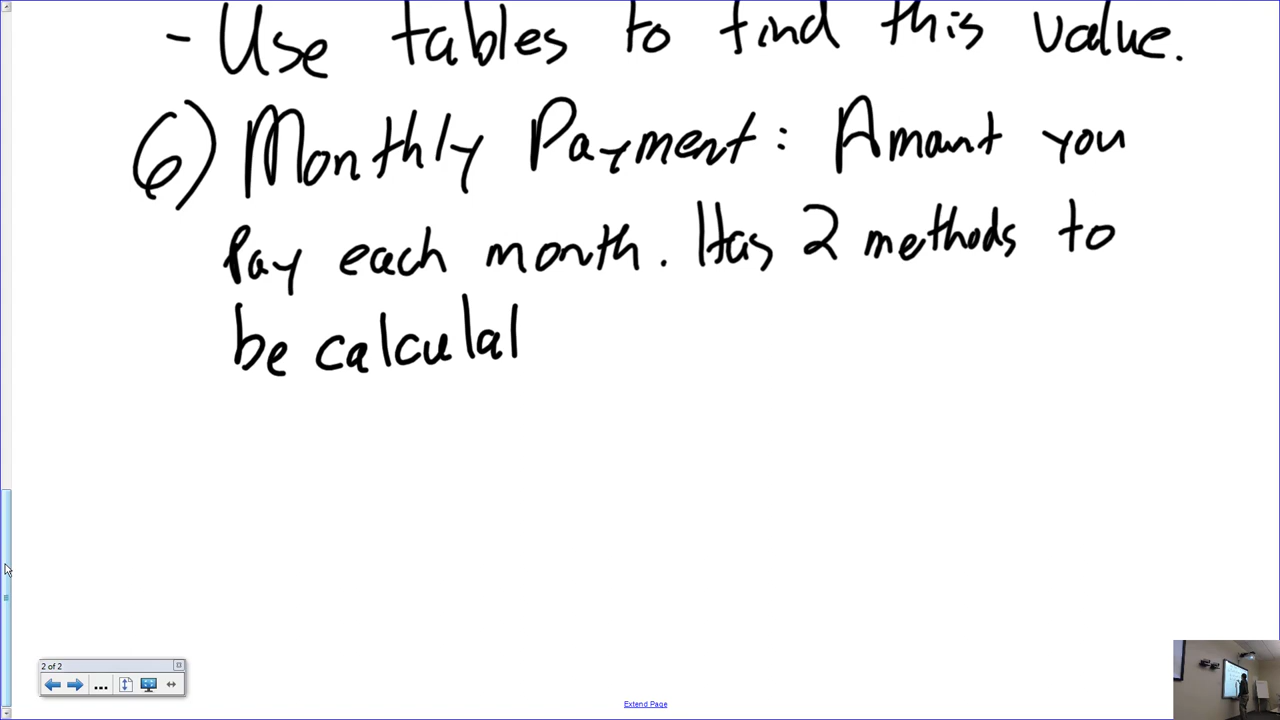 - Use tables to find this value.
6) Monthly Payment: Amount you
Pay each month. Has 2 methods to
be calculal
2 of 2
Extend Page